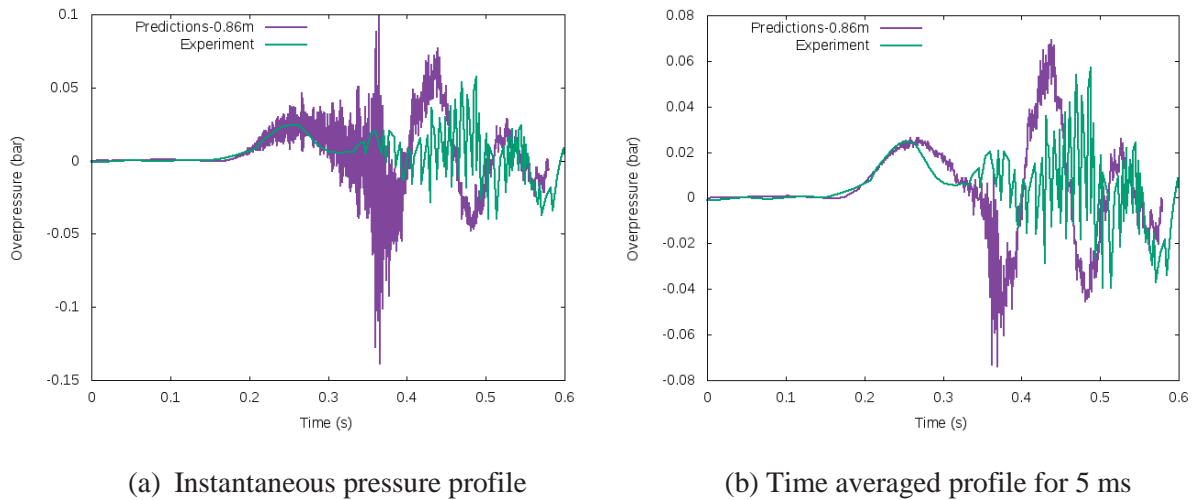 Predictions-0.86m
Experiment
Overpressure (bar)
0.1
0.05
0
-0.05
-0.1
-0.15
0 0.1 0.2 0.3 0.4 0.5 0.6
Time (s)
(a) Instantaneous pressure profile
Predictions-0.86m
Experiment
Overpressure (bar)
0.08
0.06
0.04
0.02
0
-0.02
-0.04
-0.06
-0.08
0 0.1 0.2 0.3 0.4 0.5 0.6
Time (s)
(b) Time averaged profile for 5 ms